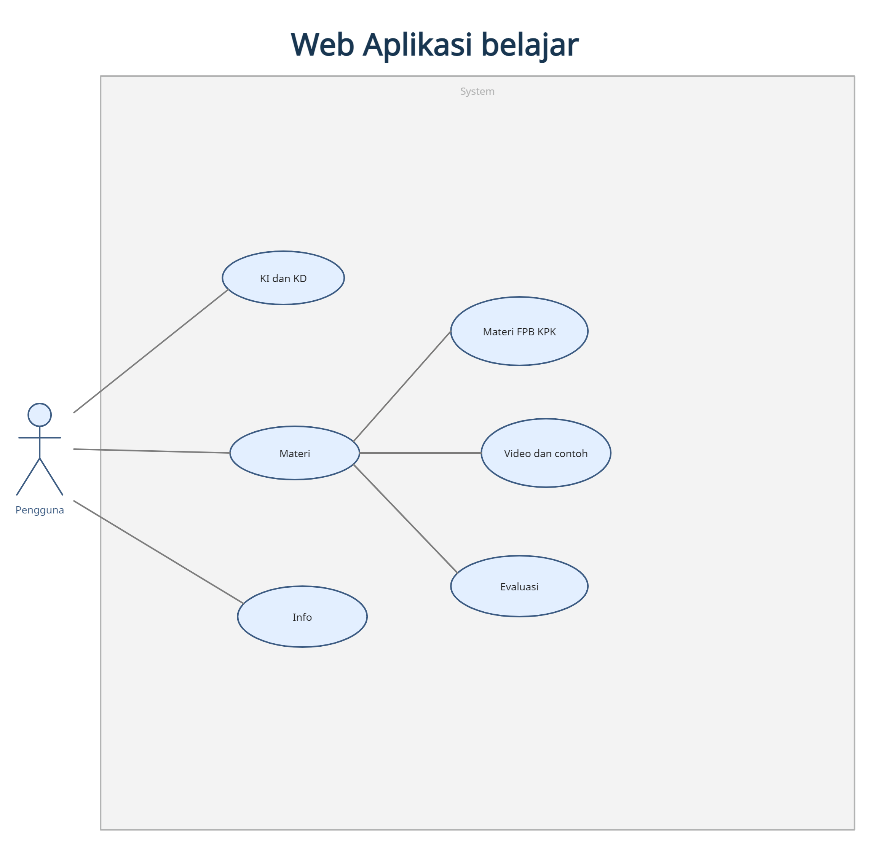 Web Aplikasi belajar
System
KI dan KD
Materi FPB KPK
Materi
Video dan contoh
Pengguna
Evaluasi
Info